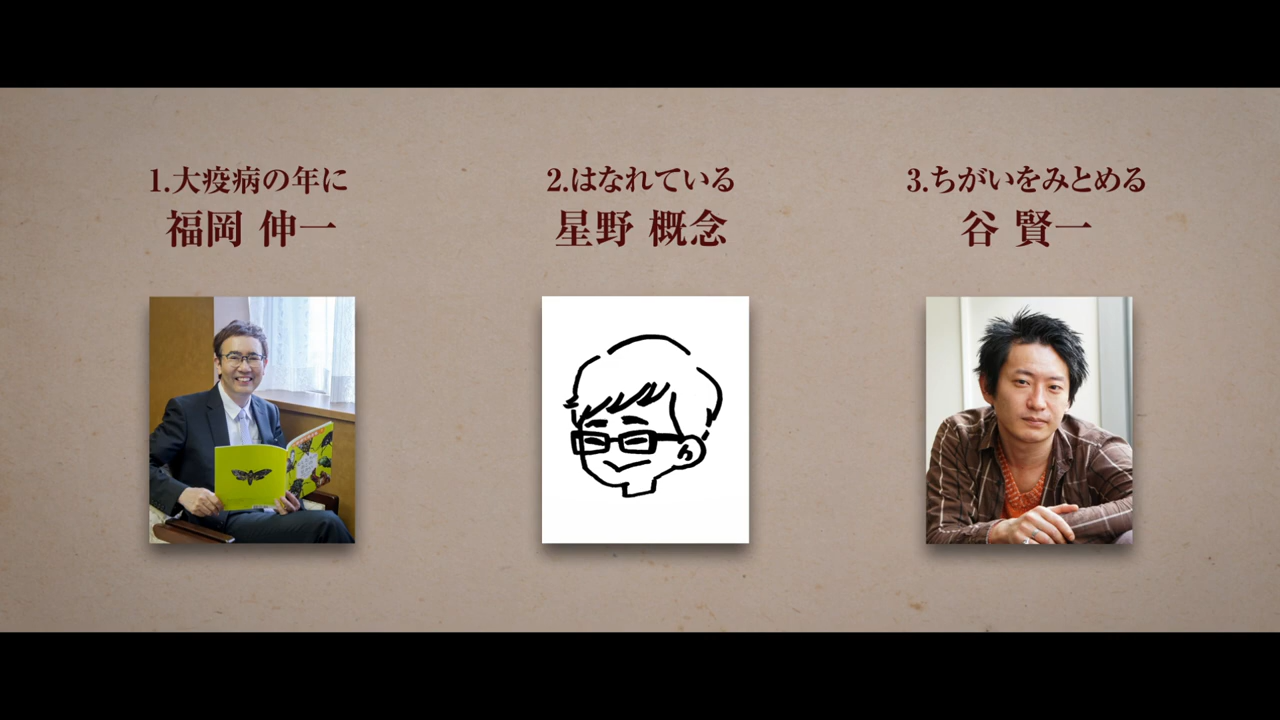 1.大疫病の年に
福岡 伸一
2.はなれている
星野 概念
3.ちがいをみとめる
谷 賢一